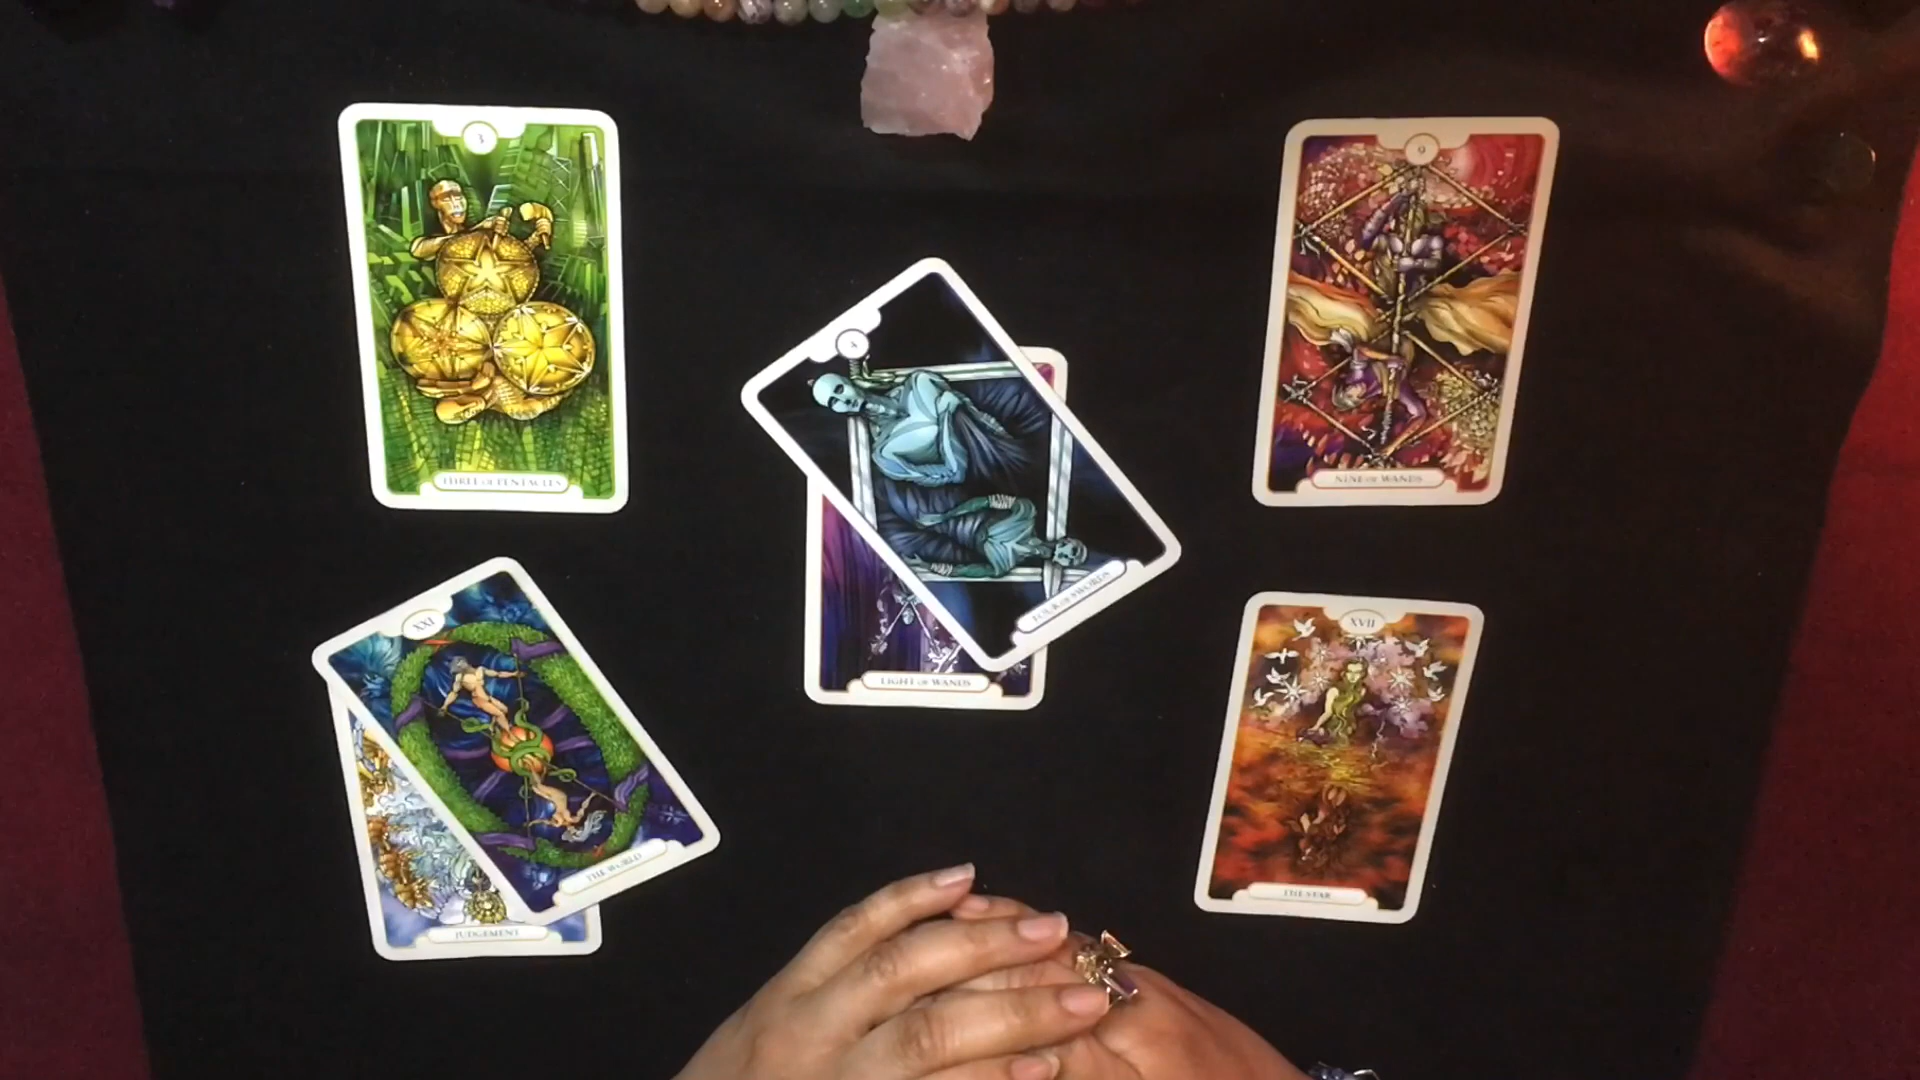 3
THREE OF PENTACLES
9
NINE OF WANDS
4
FOUR OF SWORDS
EIGHT OF WANDS
XXI
THE WORLD
JUDGEMENT
XVII
THE STAR